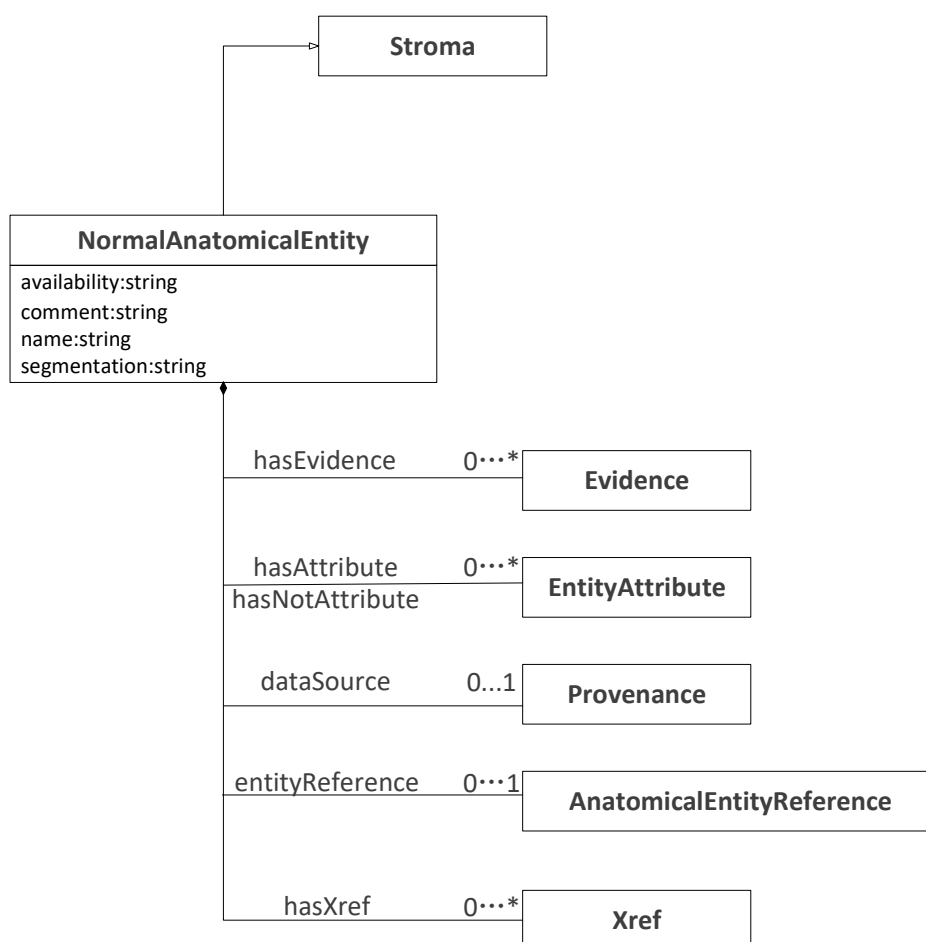 Stroma
NormalAnatomicalEntity
availability:string
comment:string
name:string
segmentation:string
hasEvidence 0···*
Evidence
hasAttribute 0···*
hasNotAttribute
EntityAttribute
dataSource 0...1
Provenance
entityReference 0···1
AnatomicalEntityReference
hasXref 0···*
Xref